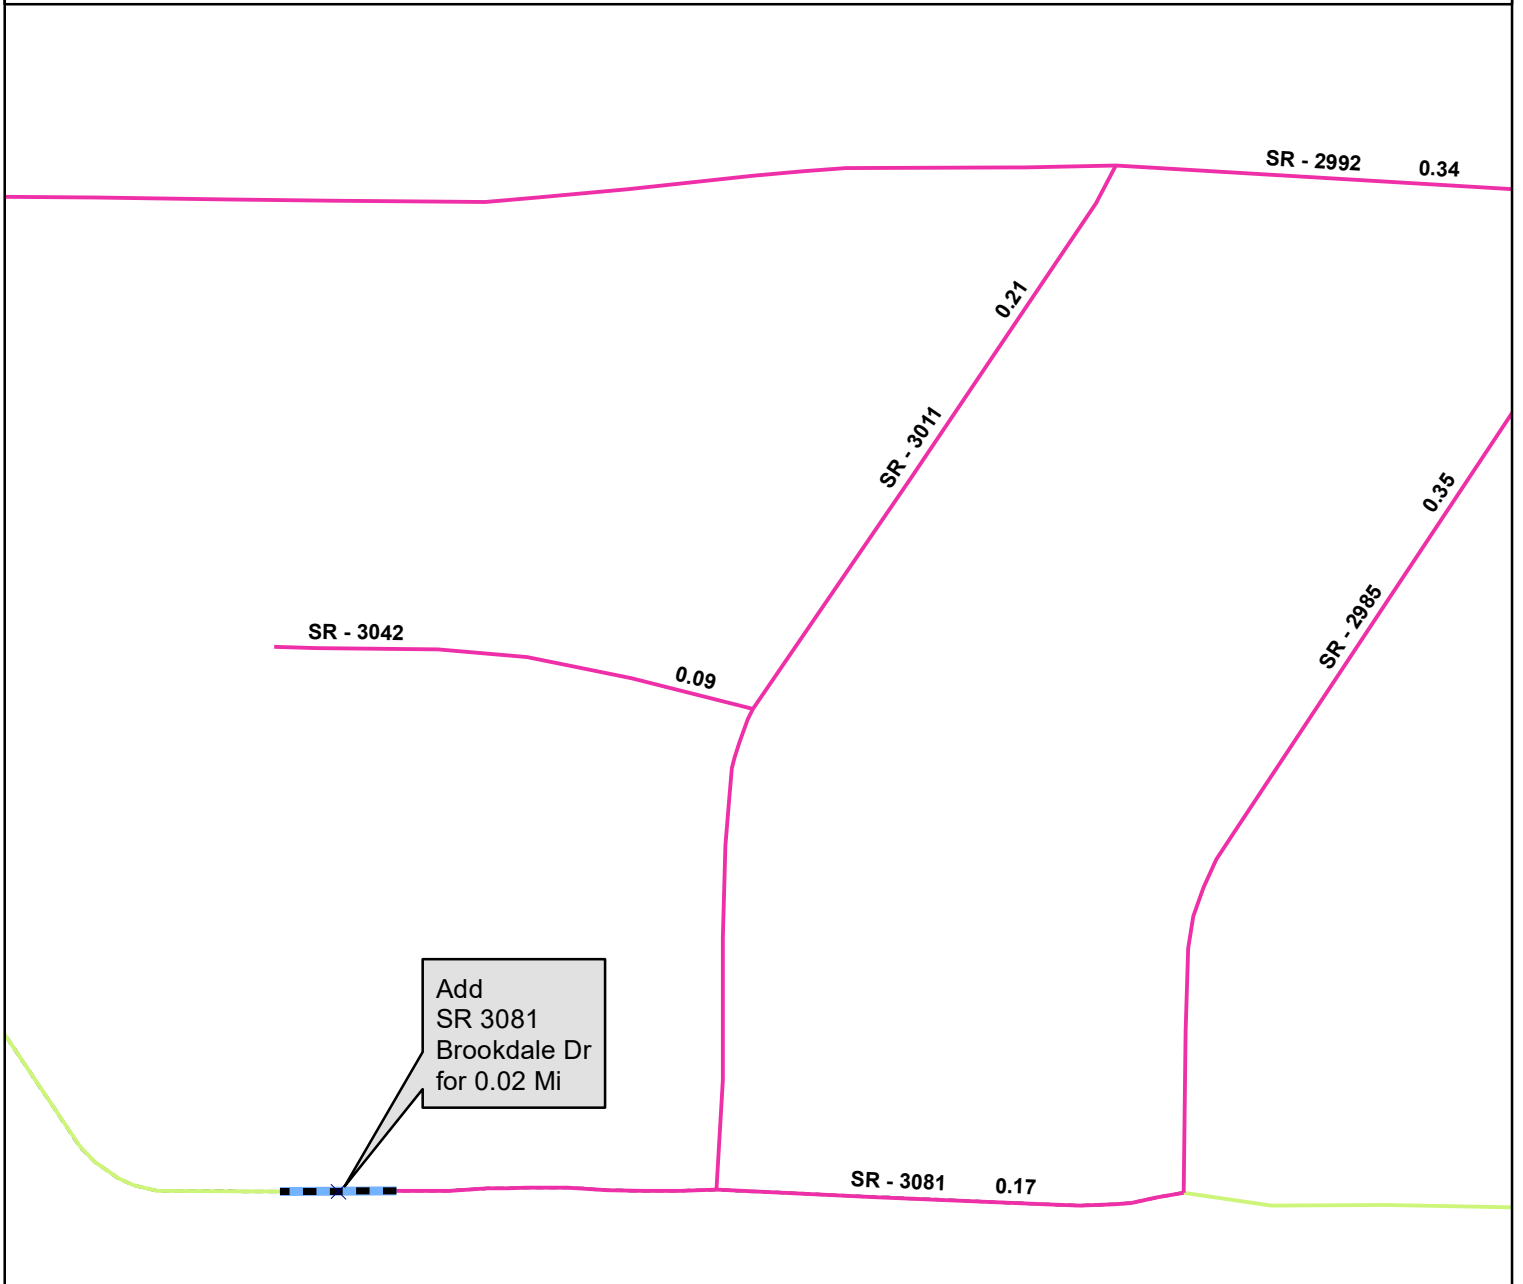 SR - 2992
0.34
0.21
SR - 3011
0.35
SR - 2985
SR - 3042
0.09
Add
SR 3081
Brookdale Dr
for 0.02 Mi
SR - 3081
0.17